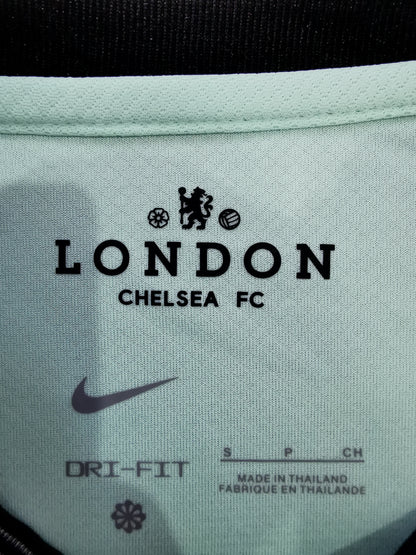 LONDON
CHELSEA FC
DRI-FIT
S P CH
MADE IN THAILAND
FABRIQUE EN THAILANDE